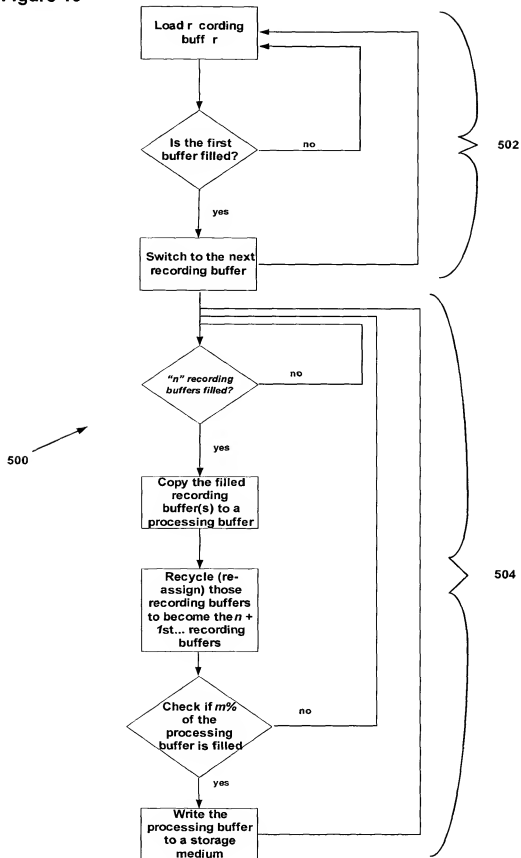 Load r cording
buff r
Is the first
buffer filled?
no
502
yes
Switch to the next
recording buffer
"n" recording
buffers filled?
no
500
yes
Copy the filled
recording
buffer(s) to a
processing buffer
504
Recycle (re-
assign) those
recording buffers
to become the n +
1st... recording
buffers
Check if m%
of the
processing
buffer is filled
no
yes
Write the
processing buffer
to a storage
medium